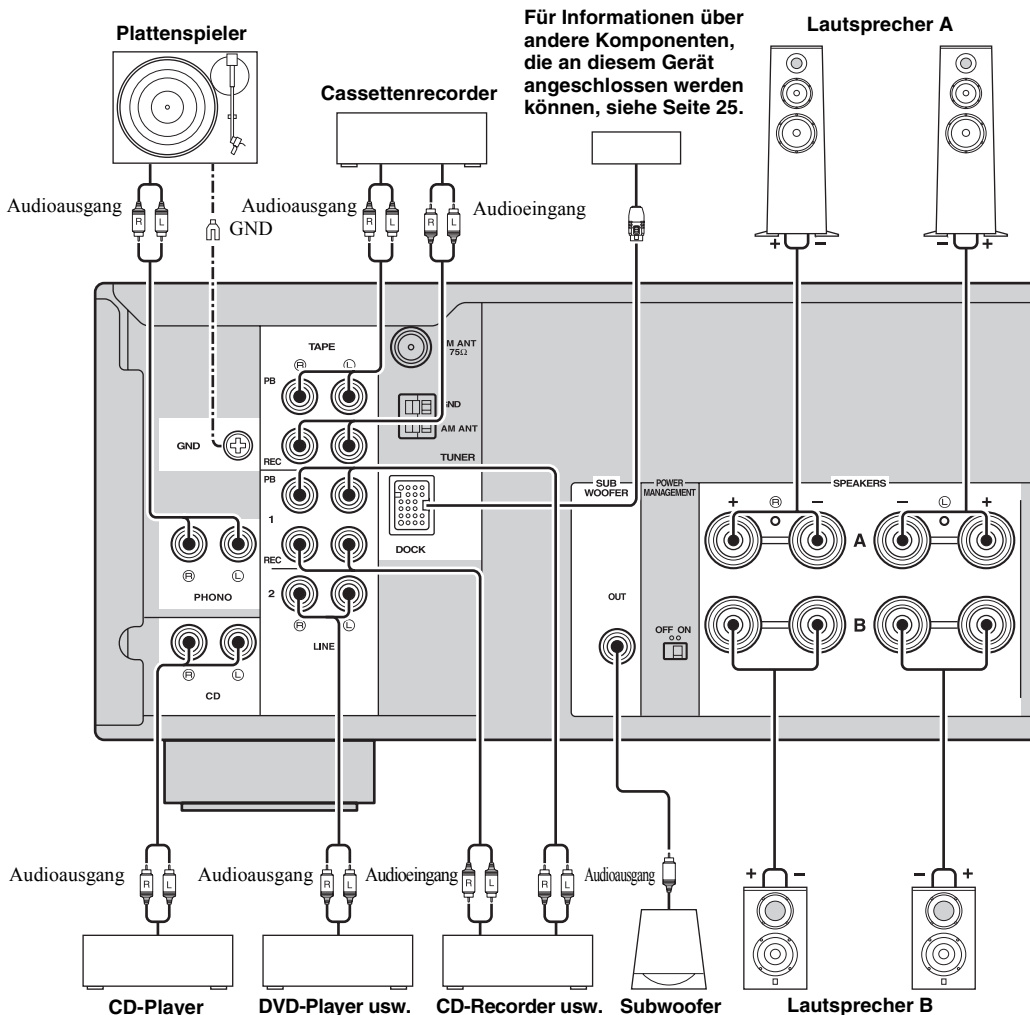 Plattenspieler
Cassettenrecorder
Für Informationen über
andere Komponenten,
die an diesem Gerät
angeschlossen werden
können, siehe Seite 25.
Lautsprecher A
Audioausgang
R L
GND
Audioausgang
R L
R L
Audioeingang
+ − − +
TAPE
R L
PB
REC
M ANT
75Ω
GND
AM ANT
TUNER
GND
PB
1
REC
2
R L
LINE
DOCK
R L
PHONO
R L
CD
SUB
WOOFER
OUT
POWER
MANAGEMENT
OFF ON
SPEAKERS
+ R − − L +
A
B
Audioausgang
R L
Audioausgang
R L
Audioeingang
R L
R L
Audioausgang
+ − − +
CD-Player
DVD-Player usw.
CD-Recorder usw.
Subwoofer
Lautsprecher B